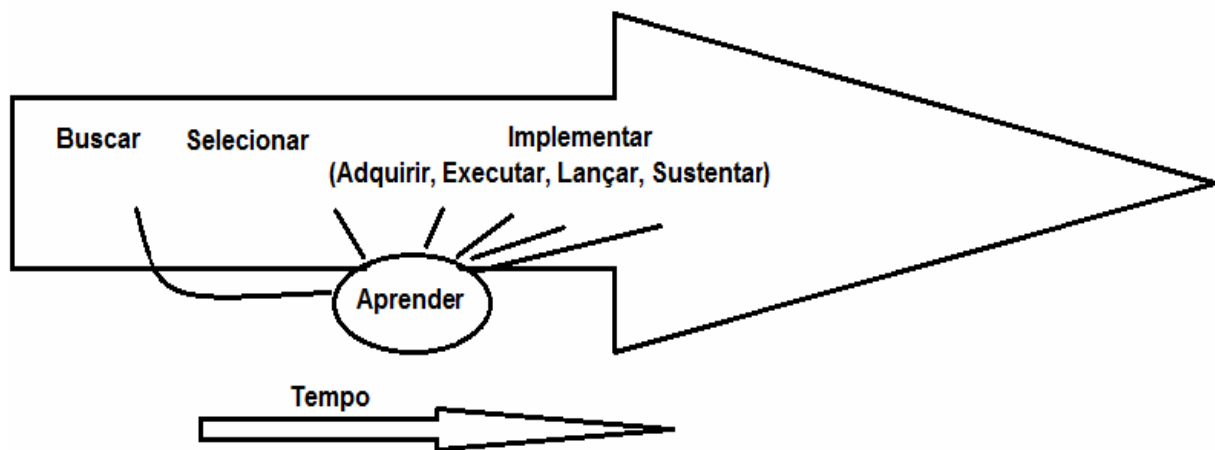 Buscar
Selecionar
Implementar
(Adquirir, Executar, Lançar, Sustentar)
Aprender
Tempo